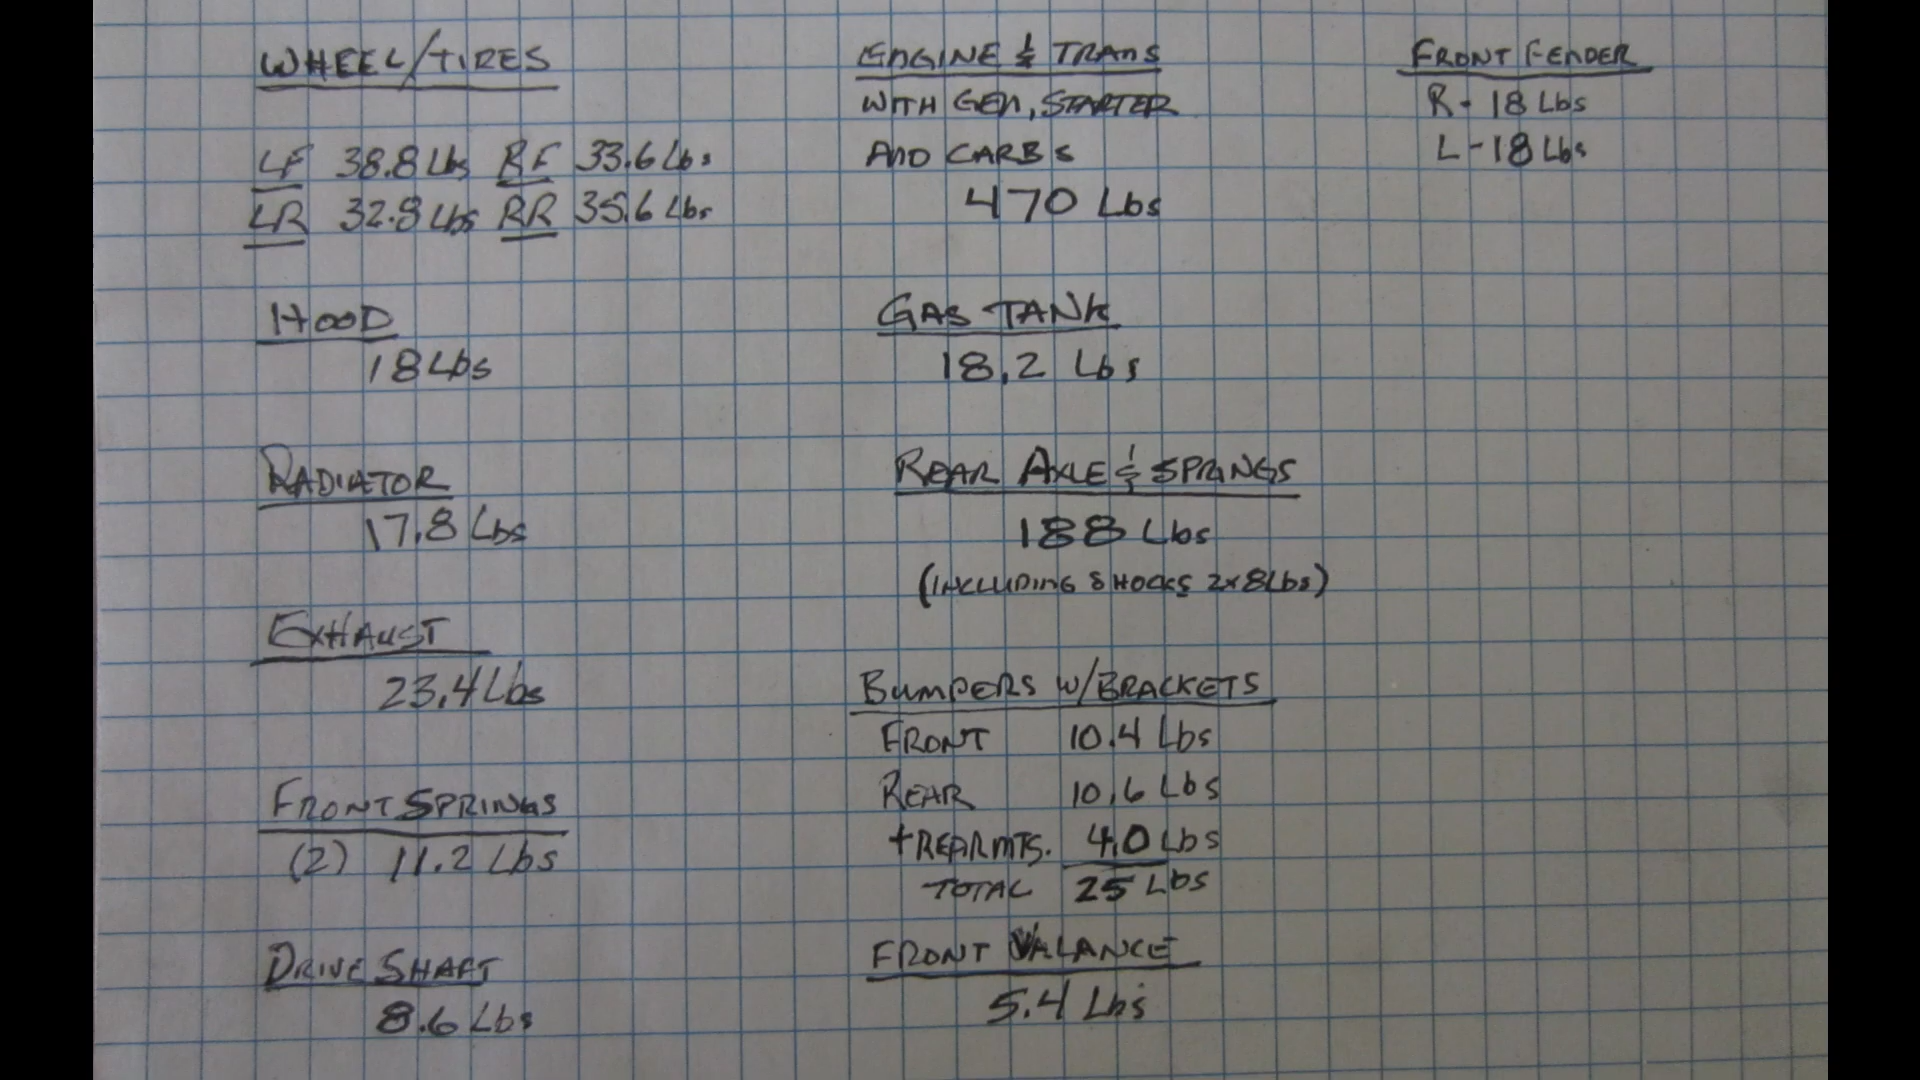 WHEEL/TIRES
LF 38.8 Lbs RF 33.6 Lbs
LR 32.8 Lbs RR 35.6 Lbs
HOOD
18 Lbs
RADIATOR
17.8 Lbs
EXHAUST
23.4 Lbs
FRONT SPRINGS
(2) 11.2 Lbs
DRIVE SHAFT
8.6 Lbs
ENGINE & TRANS
WITH GEN, STARTER
AND CARBS
470 Lbs
GAS TANK
18.2 Lbs
REAR AXLE & SPRINGS
188 Lbs
(INCLUDING SHOCKS 2x8Lbs)
BUMPERS W/BRACKETS
FRONT 10.4 Lbs
REAR 10.6 Lbs
+REAR MTS. 4.0 Lbs
TOTAL 25 Lbs
FRONT VALANCE
5.4 Lbs
FRONT FENDER
R - 18 Lbs
L - 18 Lbs